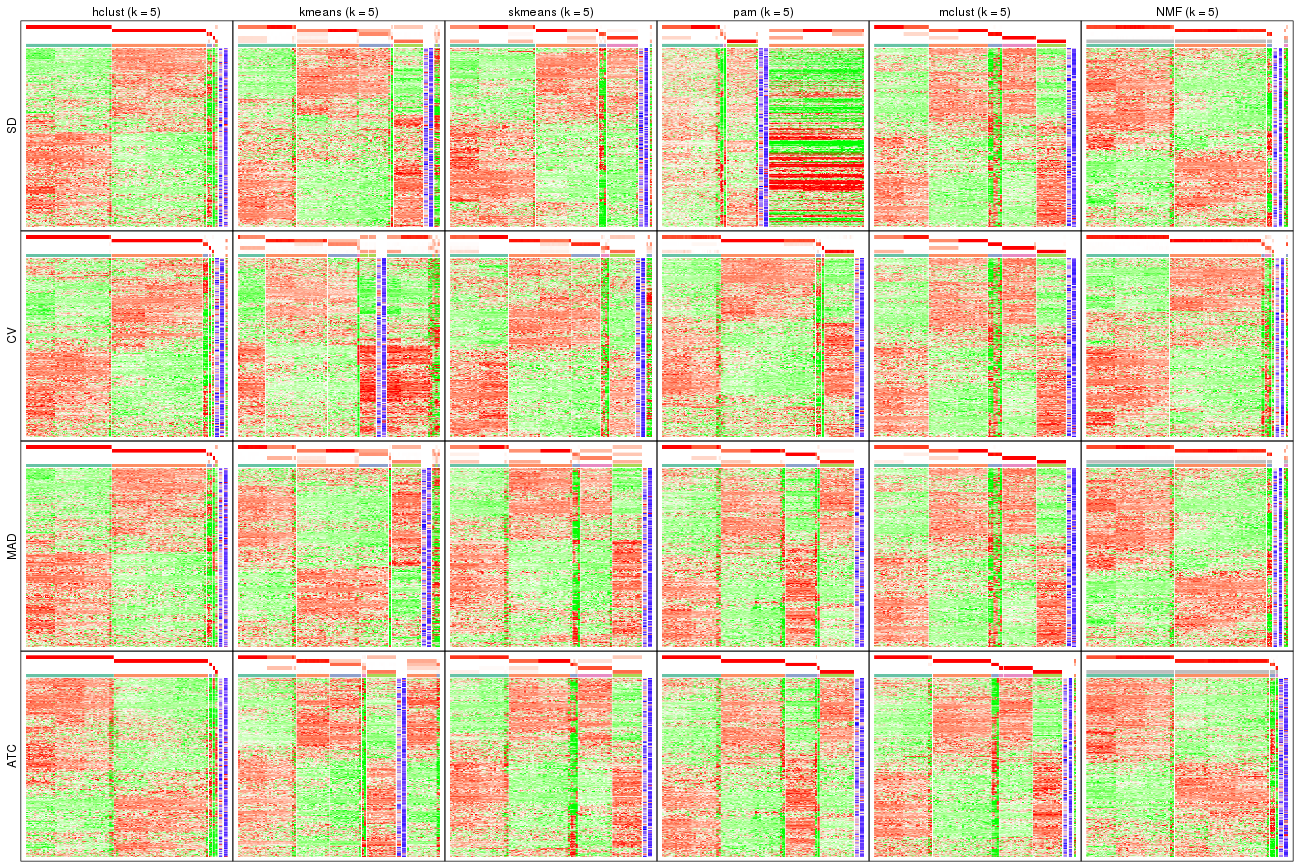 hclust (k = 5) kmeans (k = 5) skmeans (k = 5) pam (k = 5) mclust (k = 5) NMF (k = 5)
SD
CV
MAD
ATC